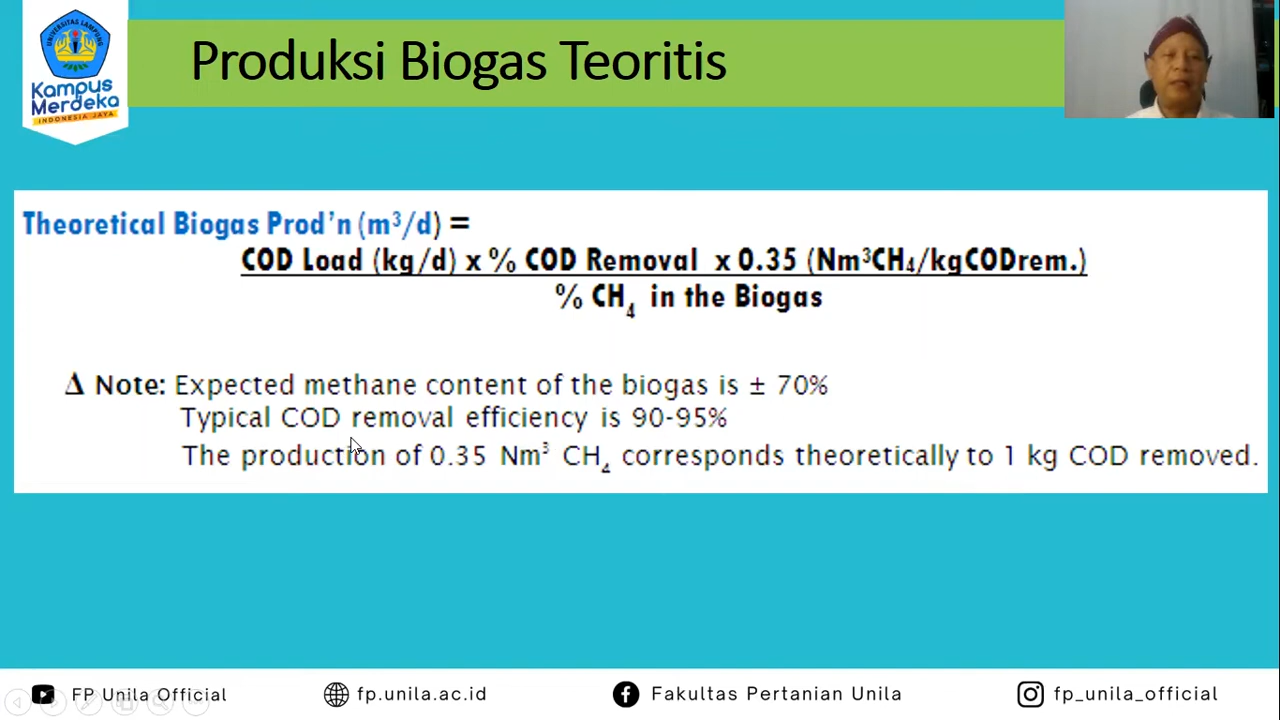 UNIVERSITAS LAMPUNG
Kampus
Merdeka
INDONESIA JAYA
Produksi Biogas Teoritis
Theoretical Biogas Prod'n (m³/d) =
COD Load (kg/d) x % COD Removal x 0.35 (Nm³CH₄/kgCODrem.)
% CH₄ in the Biogas
Δ Note: Expected methane content of the biogas is ± 70%
Typical COD removal efficiency is 90-95%
The production of 0.35 Nm³ CH₄ corresponds theoretically to 1 kg COD removed.
FP Unila Official
fp.unila.ac.id
Fakultas Pertanian Unila
fp_unila_official